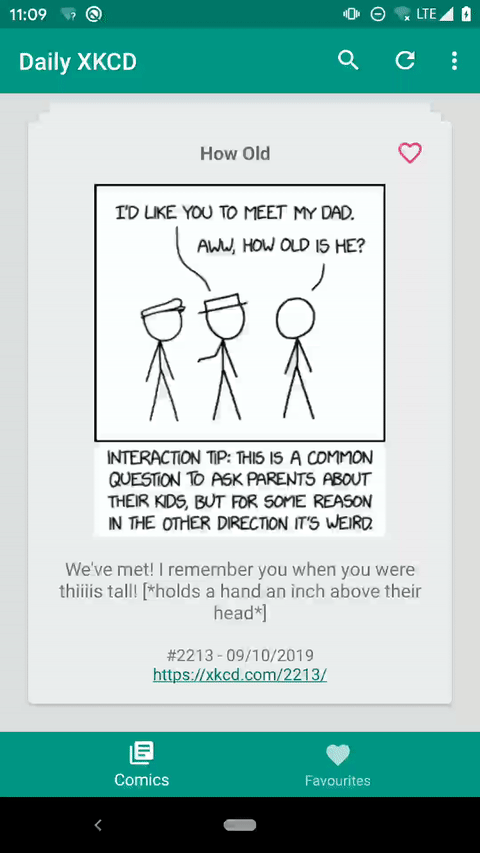 11:09
LTE
Daily XKCD
How Old
I'D LIKE YOU TO MEET MY DAD.
AWW, HOW OLD IS HE?
INTERACTION TIP: THIS IS A COMMON
QUESTION TO ASK PARENTS ABOUT
THEIR KIDS, BUT FOR SOME REASON
IN THE OTHER DIRECTION IT'S WEIRD.
We've met! I remember you when you were
thiiiis tall! [*holds a hand an inch above their
head*]
#2213 - 09/10/2019
https://xkcd.com/2213/
Comics
Favourites